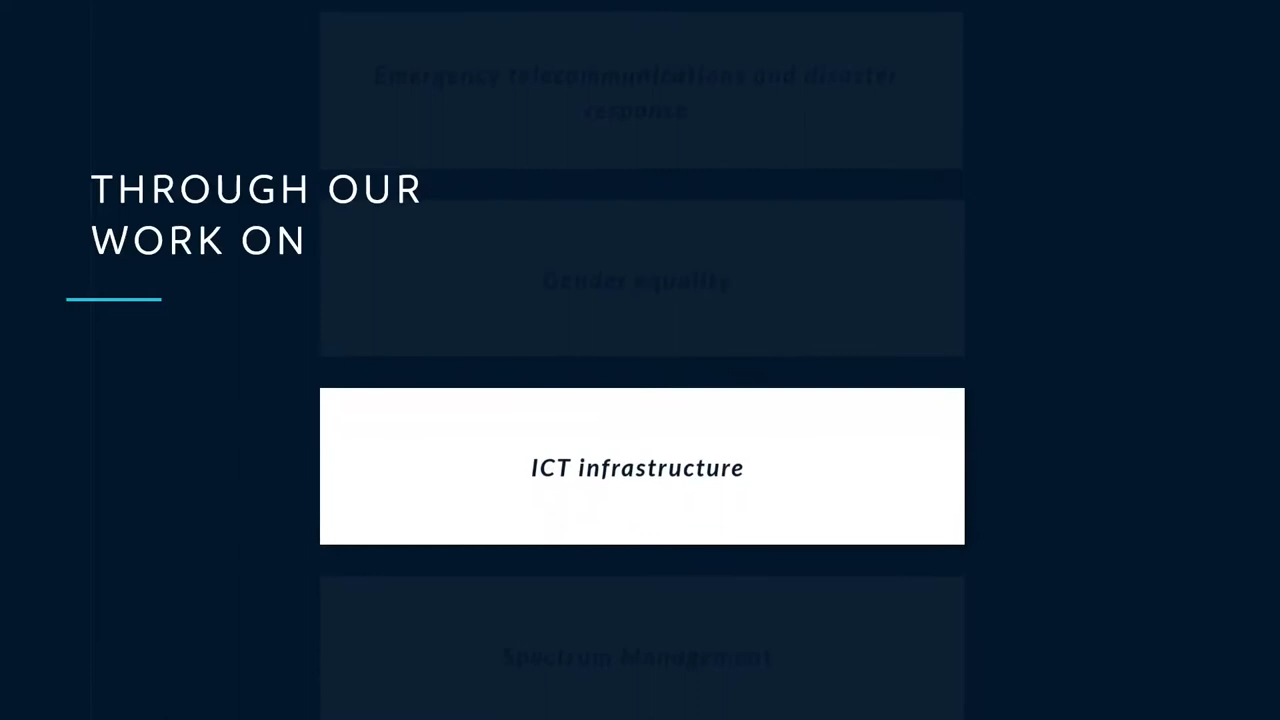 Emergency telecommunications and disaster
response
THROUGH OUR
WORK ON
Gender equality
ICT infrastructure
Spectrum Management